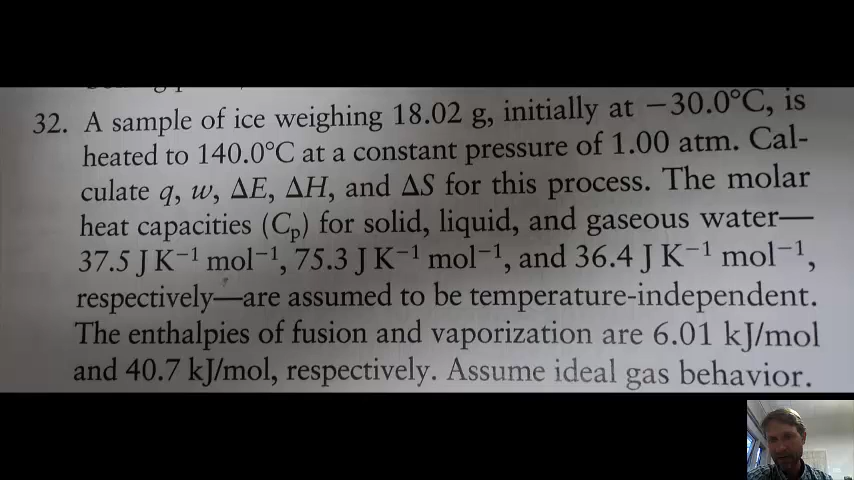 32. A sample of ice weighing 18.02 g, initially at −30.0°C, is
heated to 140.0°C at a constant pressure of 1.00 atm. Cal-
culate q, w, ΔE, ΔH, and ΔS for this process. The molar
heat capacities (Cp) for solid, liquid, and gaseous water—
37.5 J K⁻¹ mol⁻¹, 75.3 J K⁻¹ mol⁻¹, and 36.4 J K⁻¹ mol⁻¹,
respectively—are assumed to be temperature-independent.
The enthalpies of fusion and vaporization are 6.01 kJ/mol
and 40.7 kJ/mol, respectively. Assume ideal gas behavior.